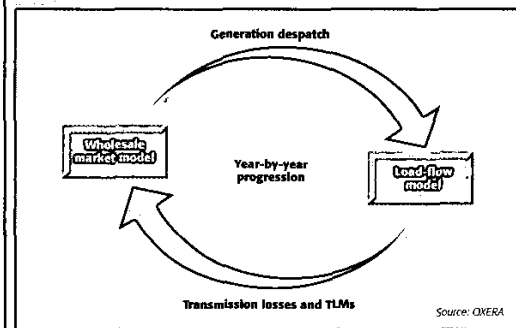 Generation despatch
Wholesale
market model
Year-by-year
progression
Load-flow
model
Transmission losses and TLMs
Source: OXERA